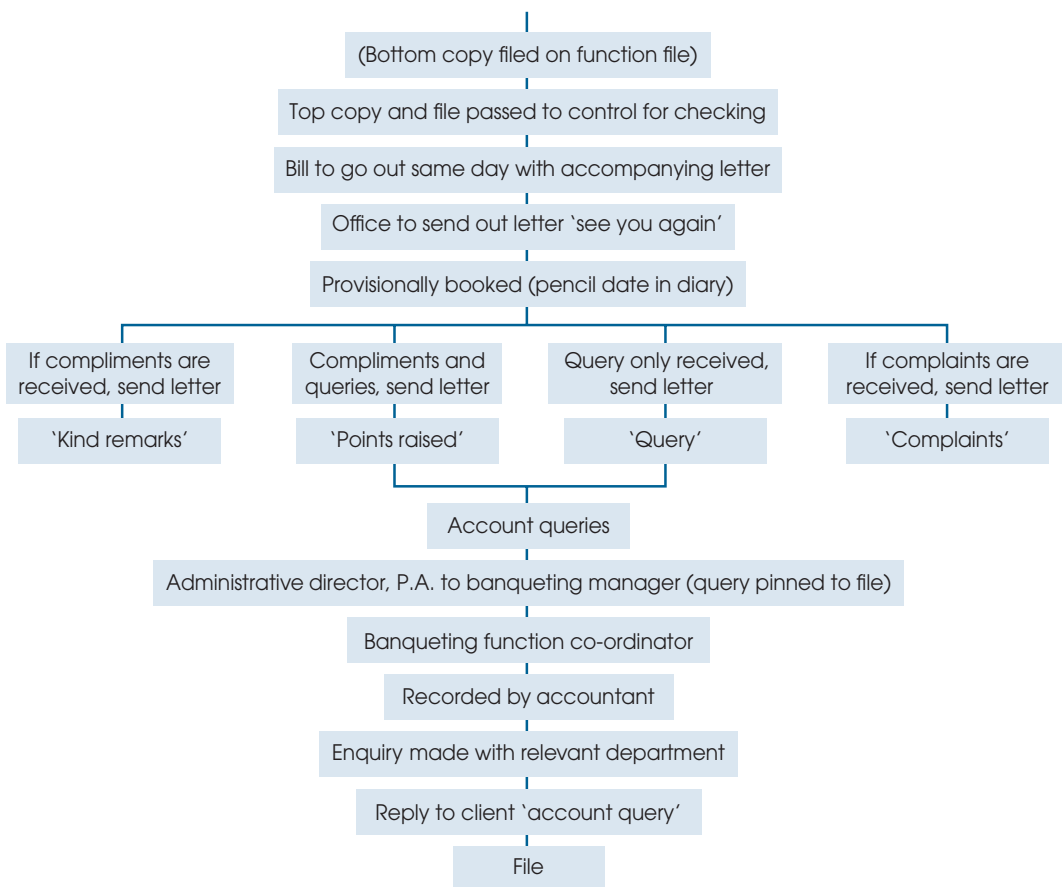 (Bottom copy filed on function file)
Top copy and file passed to control for checking
Bill to go out same day with accompanying letter
Office to send out letter ‘see you again’
Provisionally booked (pencil date in diary)
If compliments are
received, send letter
Compliments and
queries, send letter
Query only received,
send letter
If complaints are
received, send letter
‘Kind remarks’
‘Points raised’
‘Query’
‘Complaints’
Account queries
Administrative director, P.A. to banqueting manager (query pinned to file)
Banqueting function co-ordinator
Recorded by accountant
Enquiry made with relevant department
Reply to client ‘account query’
File